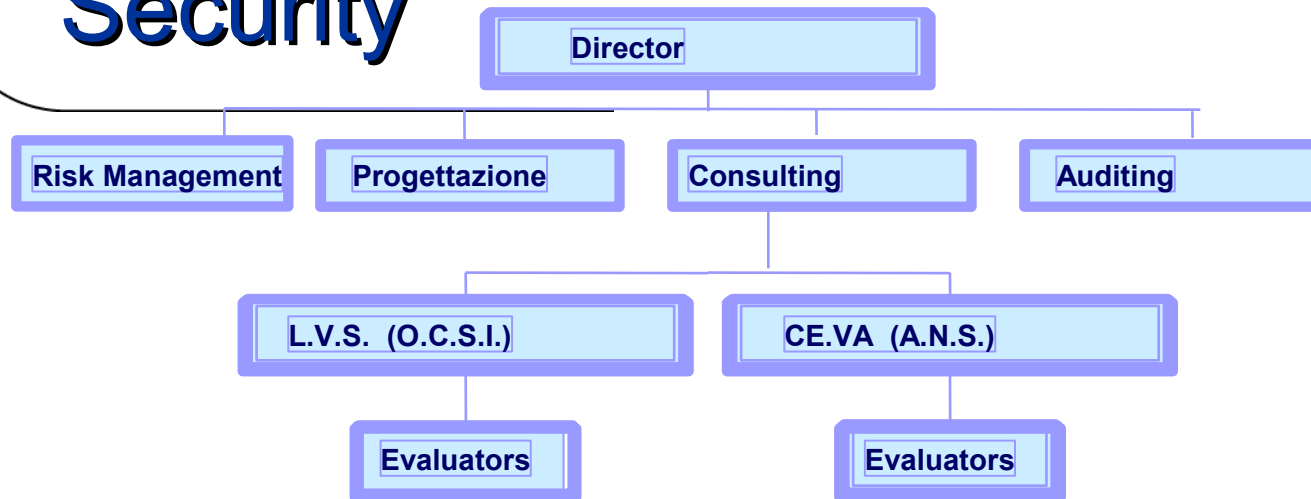 Security
Director
Risk Management
Progettazione
Consulting
Auditing
L.V.S. (O.C.S.I.)
CE.VA (A.N.S.)
Evaluators
Evaluators